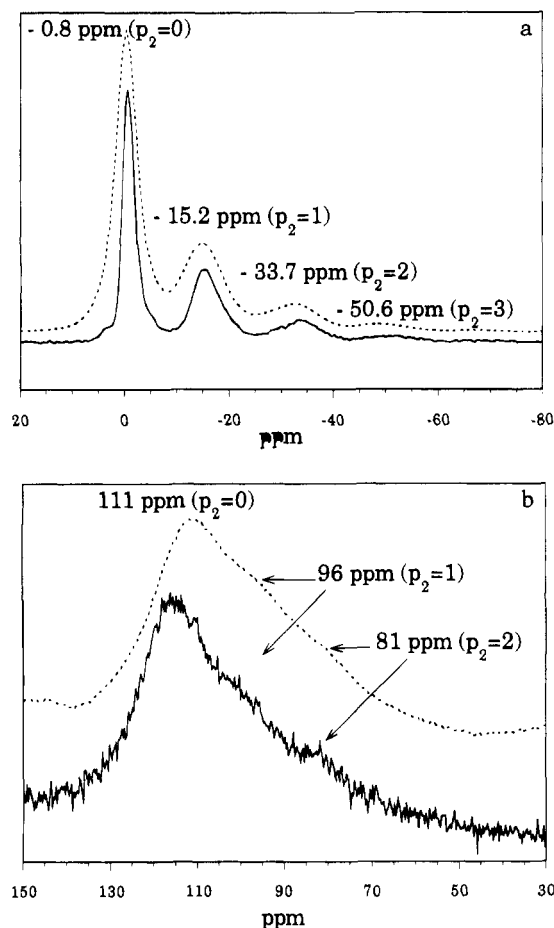 - 0.8 ppm (p2=0)
a
- 15.2 ppm (p2=1)
- 33.7 ppm (p2=2)
- 50.6 ppm (p2=3)
20 0 -20 -40 -60 -80
ppm
111 ppm (p2=0)
b
96 ppm (p2=1)
81 ppm (p2=2)
150 130 110 90 70 50 30
ppm